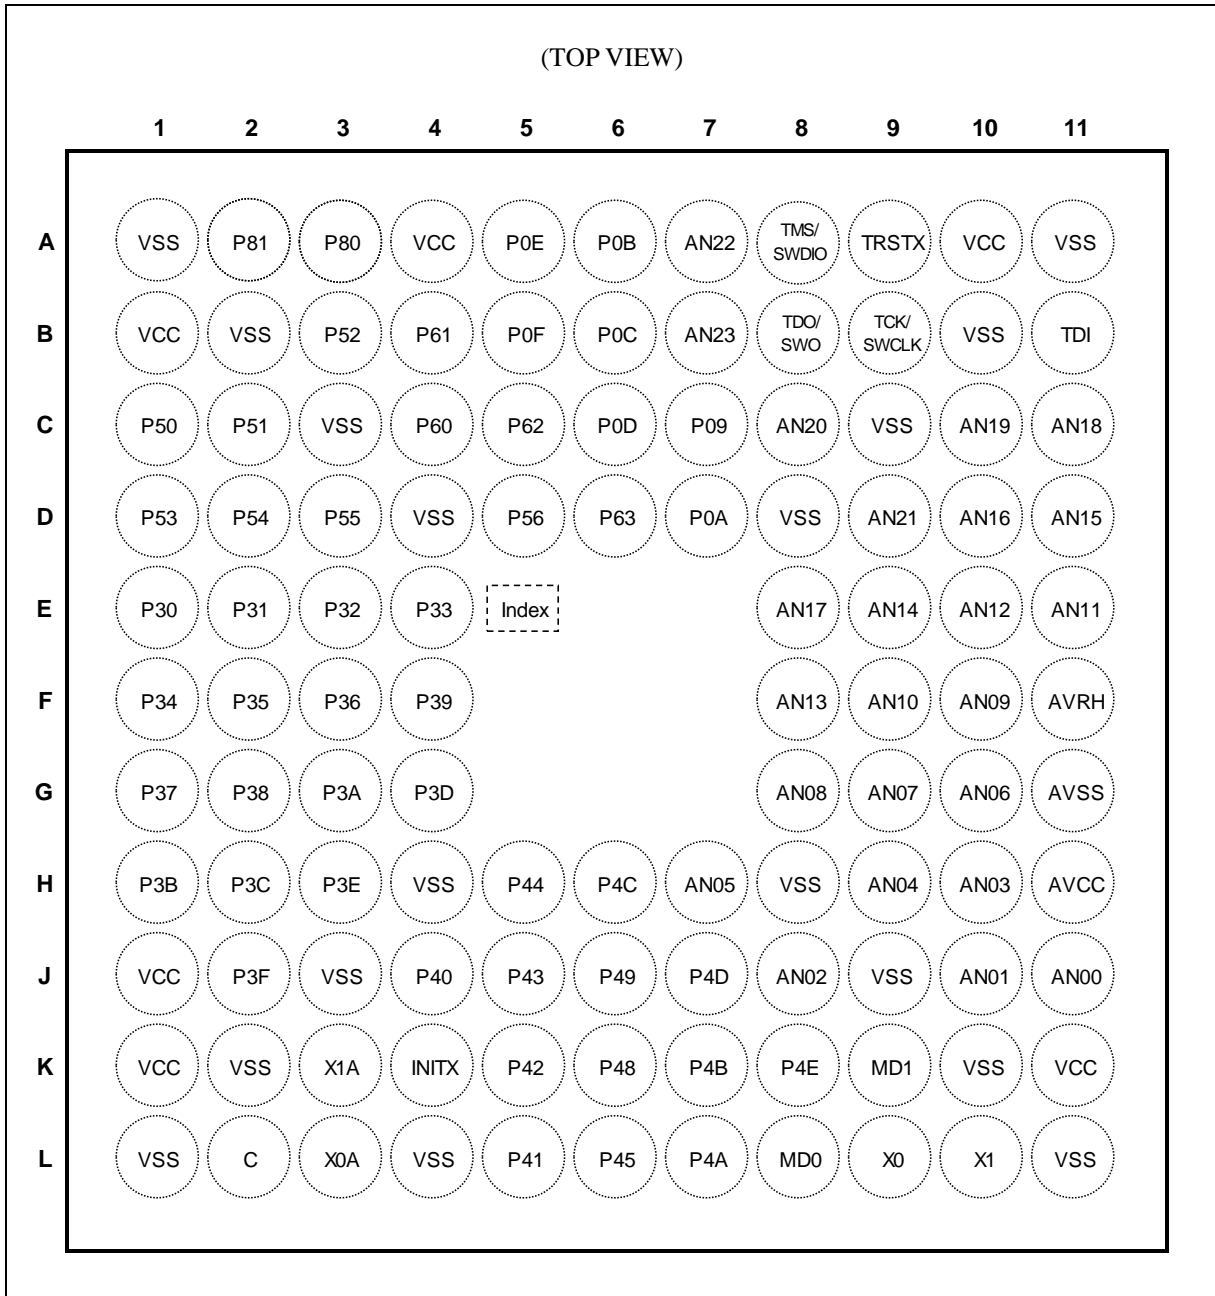 (TOP VIEW)
1 2 3 4 5 6 7 8 9 10 11
A VSS P81 P80 VCC P0E P0B AN22 TMS/SWDIO TRSTX VCC VSS
B VCC VSS P52 P61 P0F P0C AN23 TDO/SWO TCK/SWCLK VSS TDI
C P50 P51 VSS P60 P62 P0D P09 AN20 VSS AN19 AN18
D P53 P54 P55 VSS P56 P63 P0A VSS AN21 AN16 AN15
E P30 P31 P32 P33 Index AN17 AN14 AN12 AN11
F P34 P35 P36 P39 AN13 AN10 AN09 AVRH
G P37 P38 P3A P3D AN08 AN07 AN06 AVSS
H P3B P3C P3E VSS P44 P4C AN05 VSS AN04 AN03 AVCC
J VCC P3F VSS P40 P43 P49 P4D AN02 VSS AN01 AN00
K VCC VSS X1A INITX P42 P48 P4B P4E MD1 VSS VCC
L VSS C X0A VSS P41 P45 P4A MD0 X0 X1 VSS